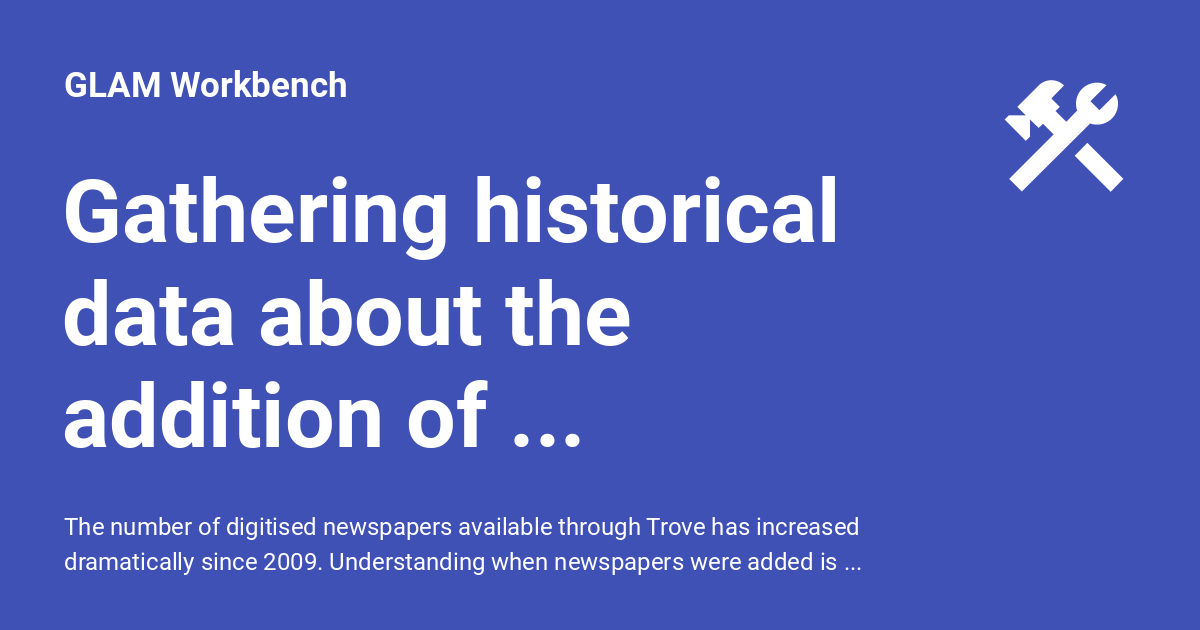 GLAM Workbench
Gathering historical
data about the
addition of ...
The number of digitised newspapers available through Trove has increased
dramatically since 2009. Understanding when newspapers were added is ...